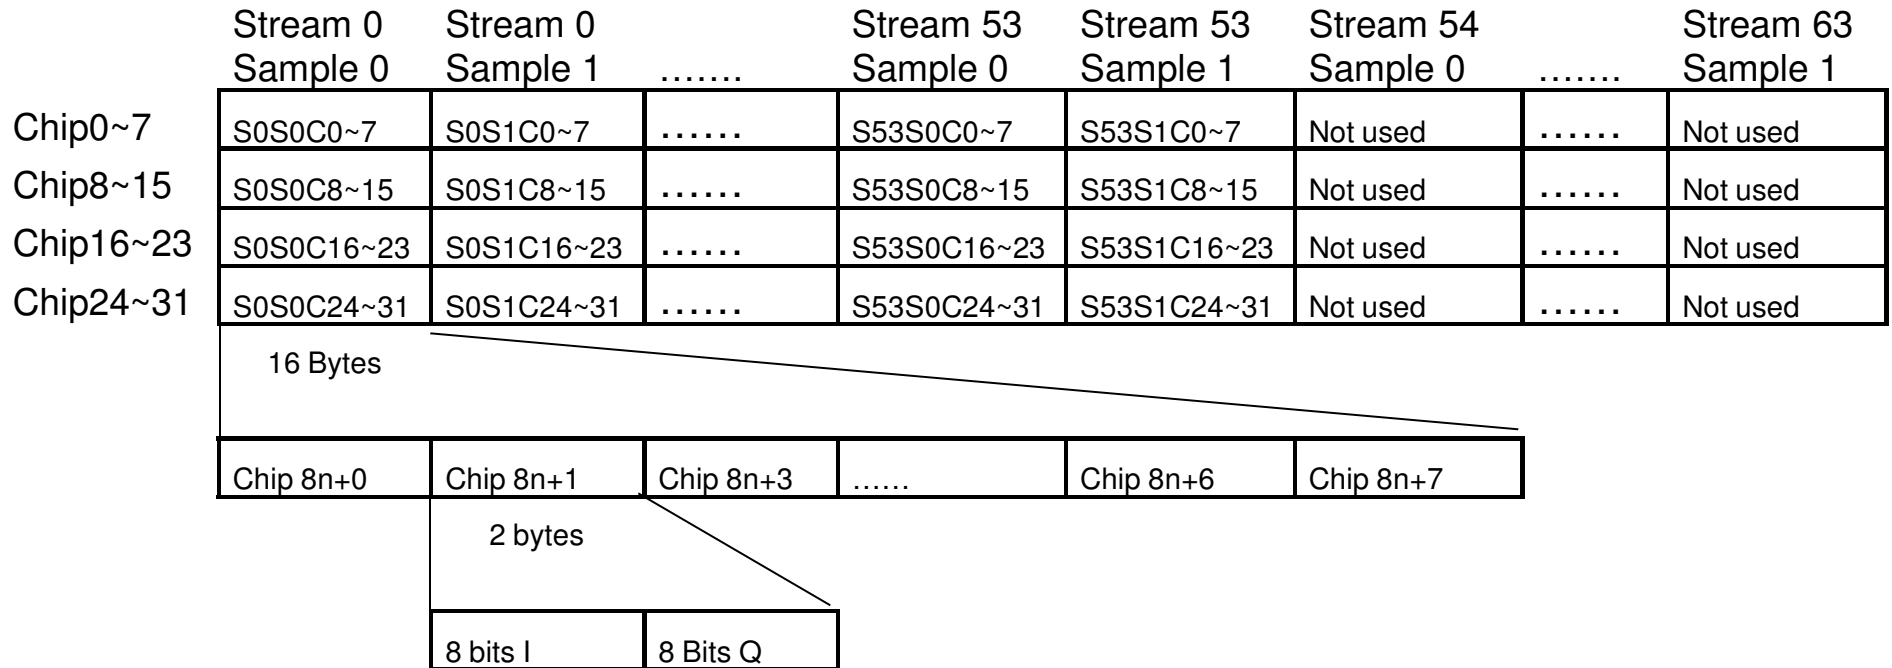 Stream 0 Stream 0 Stream 53 Stream 53 Stream 54 Stream 63
Sample 0 Sample 1 ....... Sample 0 Sample 1 Sample 0 ....... Sample 1
Chip0~7 S0S0C0~7 S0S1C0~7 ...... S53S0C0~7 S53S1C0~7 Not used ...... Not used
Chip8~15 S0S0C8~15 S0S1C8~15 ...... S53S0C8~15 S53S1C8~15 Not used ...... Not used
Chip16~23 S0S0C16~23 S0S1C16~23 ...... S53S0C16~23 S53S1C16~23 Not used ...... Not used
Chip24~31 S0S0C24~31 S0S1C24~31 ...... S53S0C24~31 S53S1C24~31 Not used ...... Not used
16 Bytes
Chip 8n+0 Chip 8n+1 Chip 8n+3 ...... Chip 8n+6 Chip 8n+7
2 bytes
8 bits I 8 Bits Q